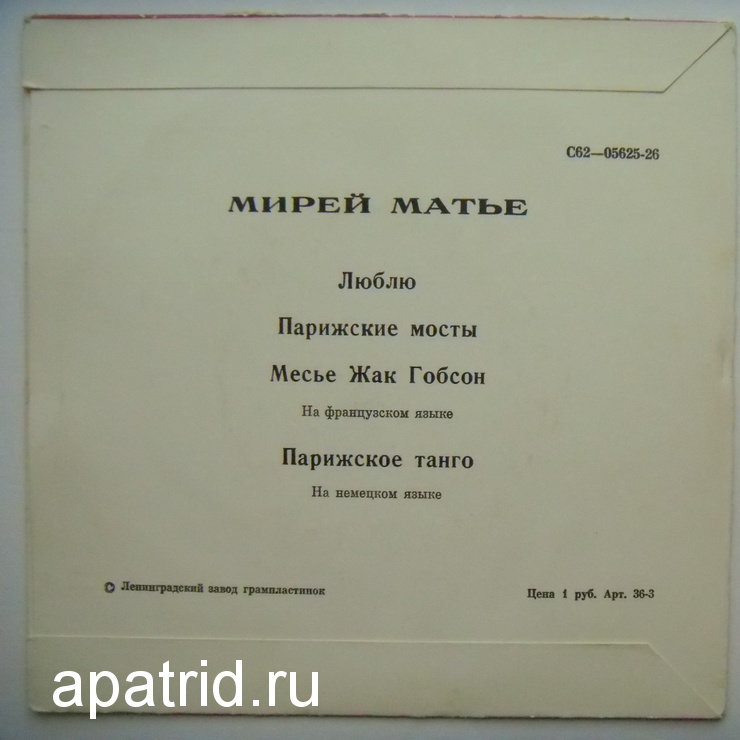 С62—05625-26
МИРЕЙ МАТЬЕ
Люблю
Парижские мосты
Месье Жак Гобсон
На французском языке
Парижское танго
На немецком языке
© Ленинградский завод грампластинок
Цена 1 руб. Арт. 36-3
apatrid.ru